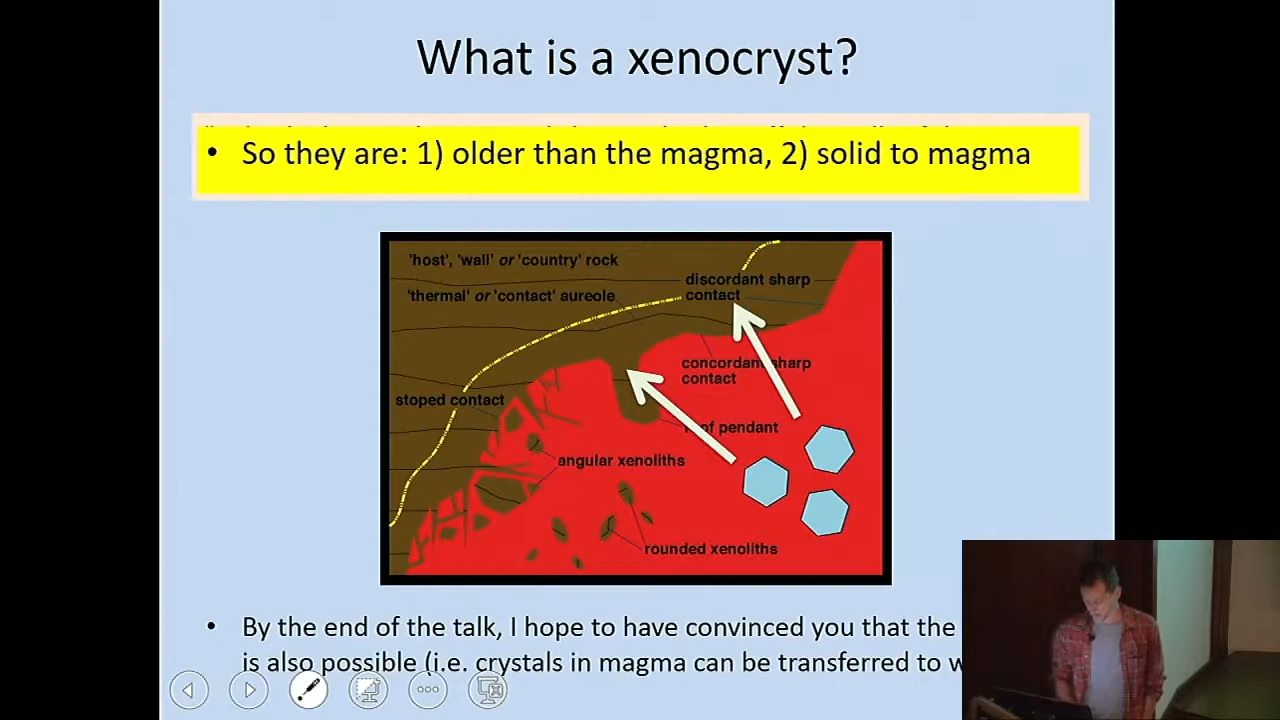 What is a xenocryst?
• So they are: 1) older than the magma, 2) solid to magma
'host', 'wall' or 'country' rock
discordant sharp
contact
'thermal' or 'contact' aureole
concordant sharp
contact
stoped contact
pendant
angular xenoliths
rounded xenoliths
• By the end of the talk, I hope to have convinced you that the
is also possible (i.e. crystals in magma can be transferred to